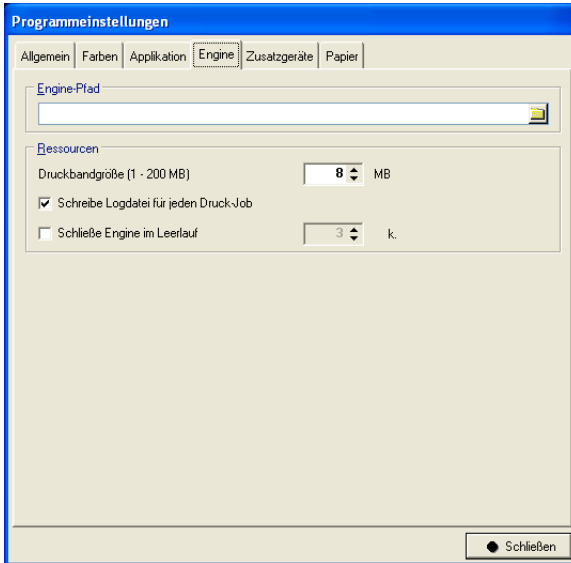 Programmeinstellungen
Allgemein Farben Applikation Engine Zusatzgeräte Papier
Engine-Pfad
Ressourcen
Druckbandgröße (1 - 200 MB) 8 MB
Schreibe Logdatei für jeden Druck-Job
Schließe Engine im Leerlauf 3 k.
Schließen